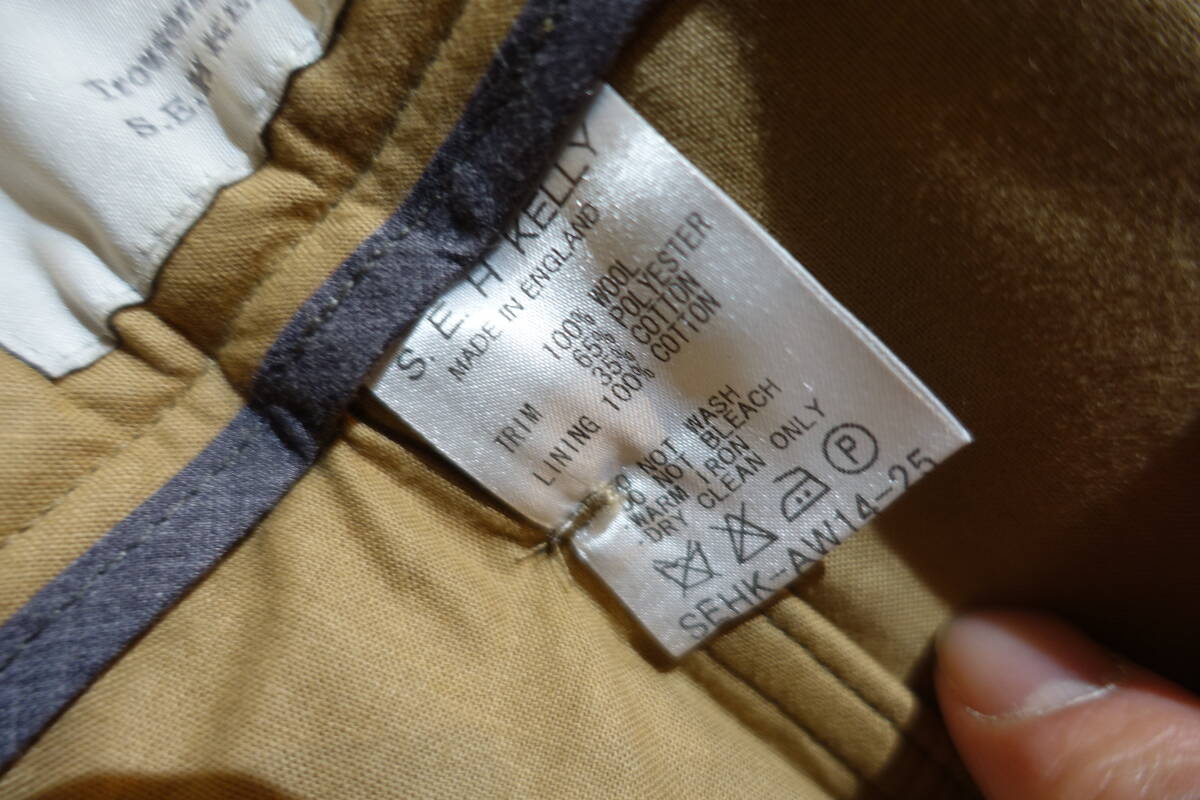 S.E.
S. E. H KELLY
MADE IN ENGLAND
100% WOOL
TRIM 65% POLYESTER
35% COTTON
LINING 100% COTTON
DO NOT WASH
DO NOT BLEACH
WARM IRON
DRY CLEAN ONLY
P
SEHK-AW14-25